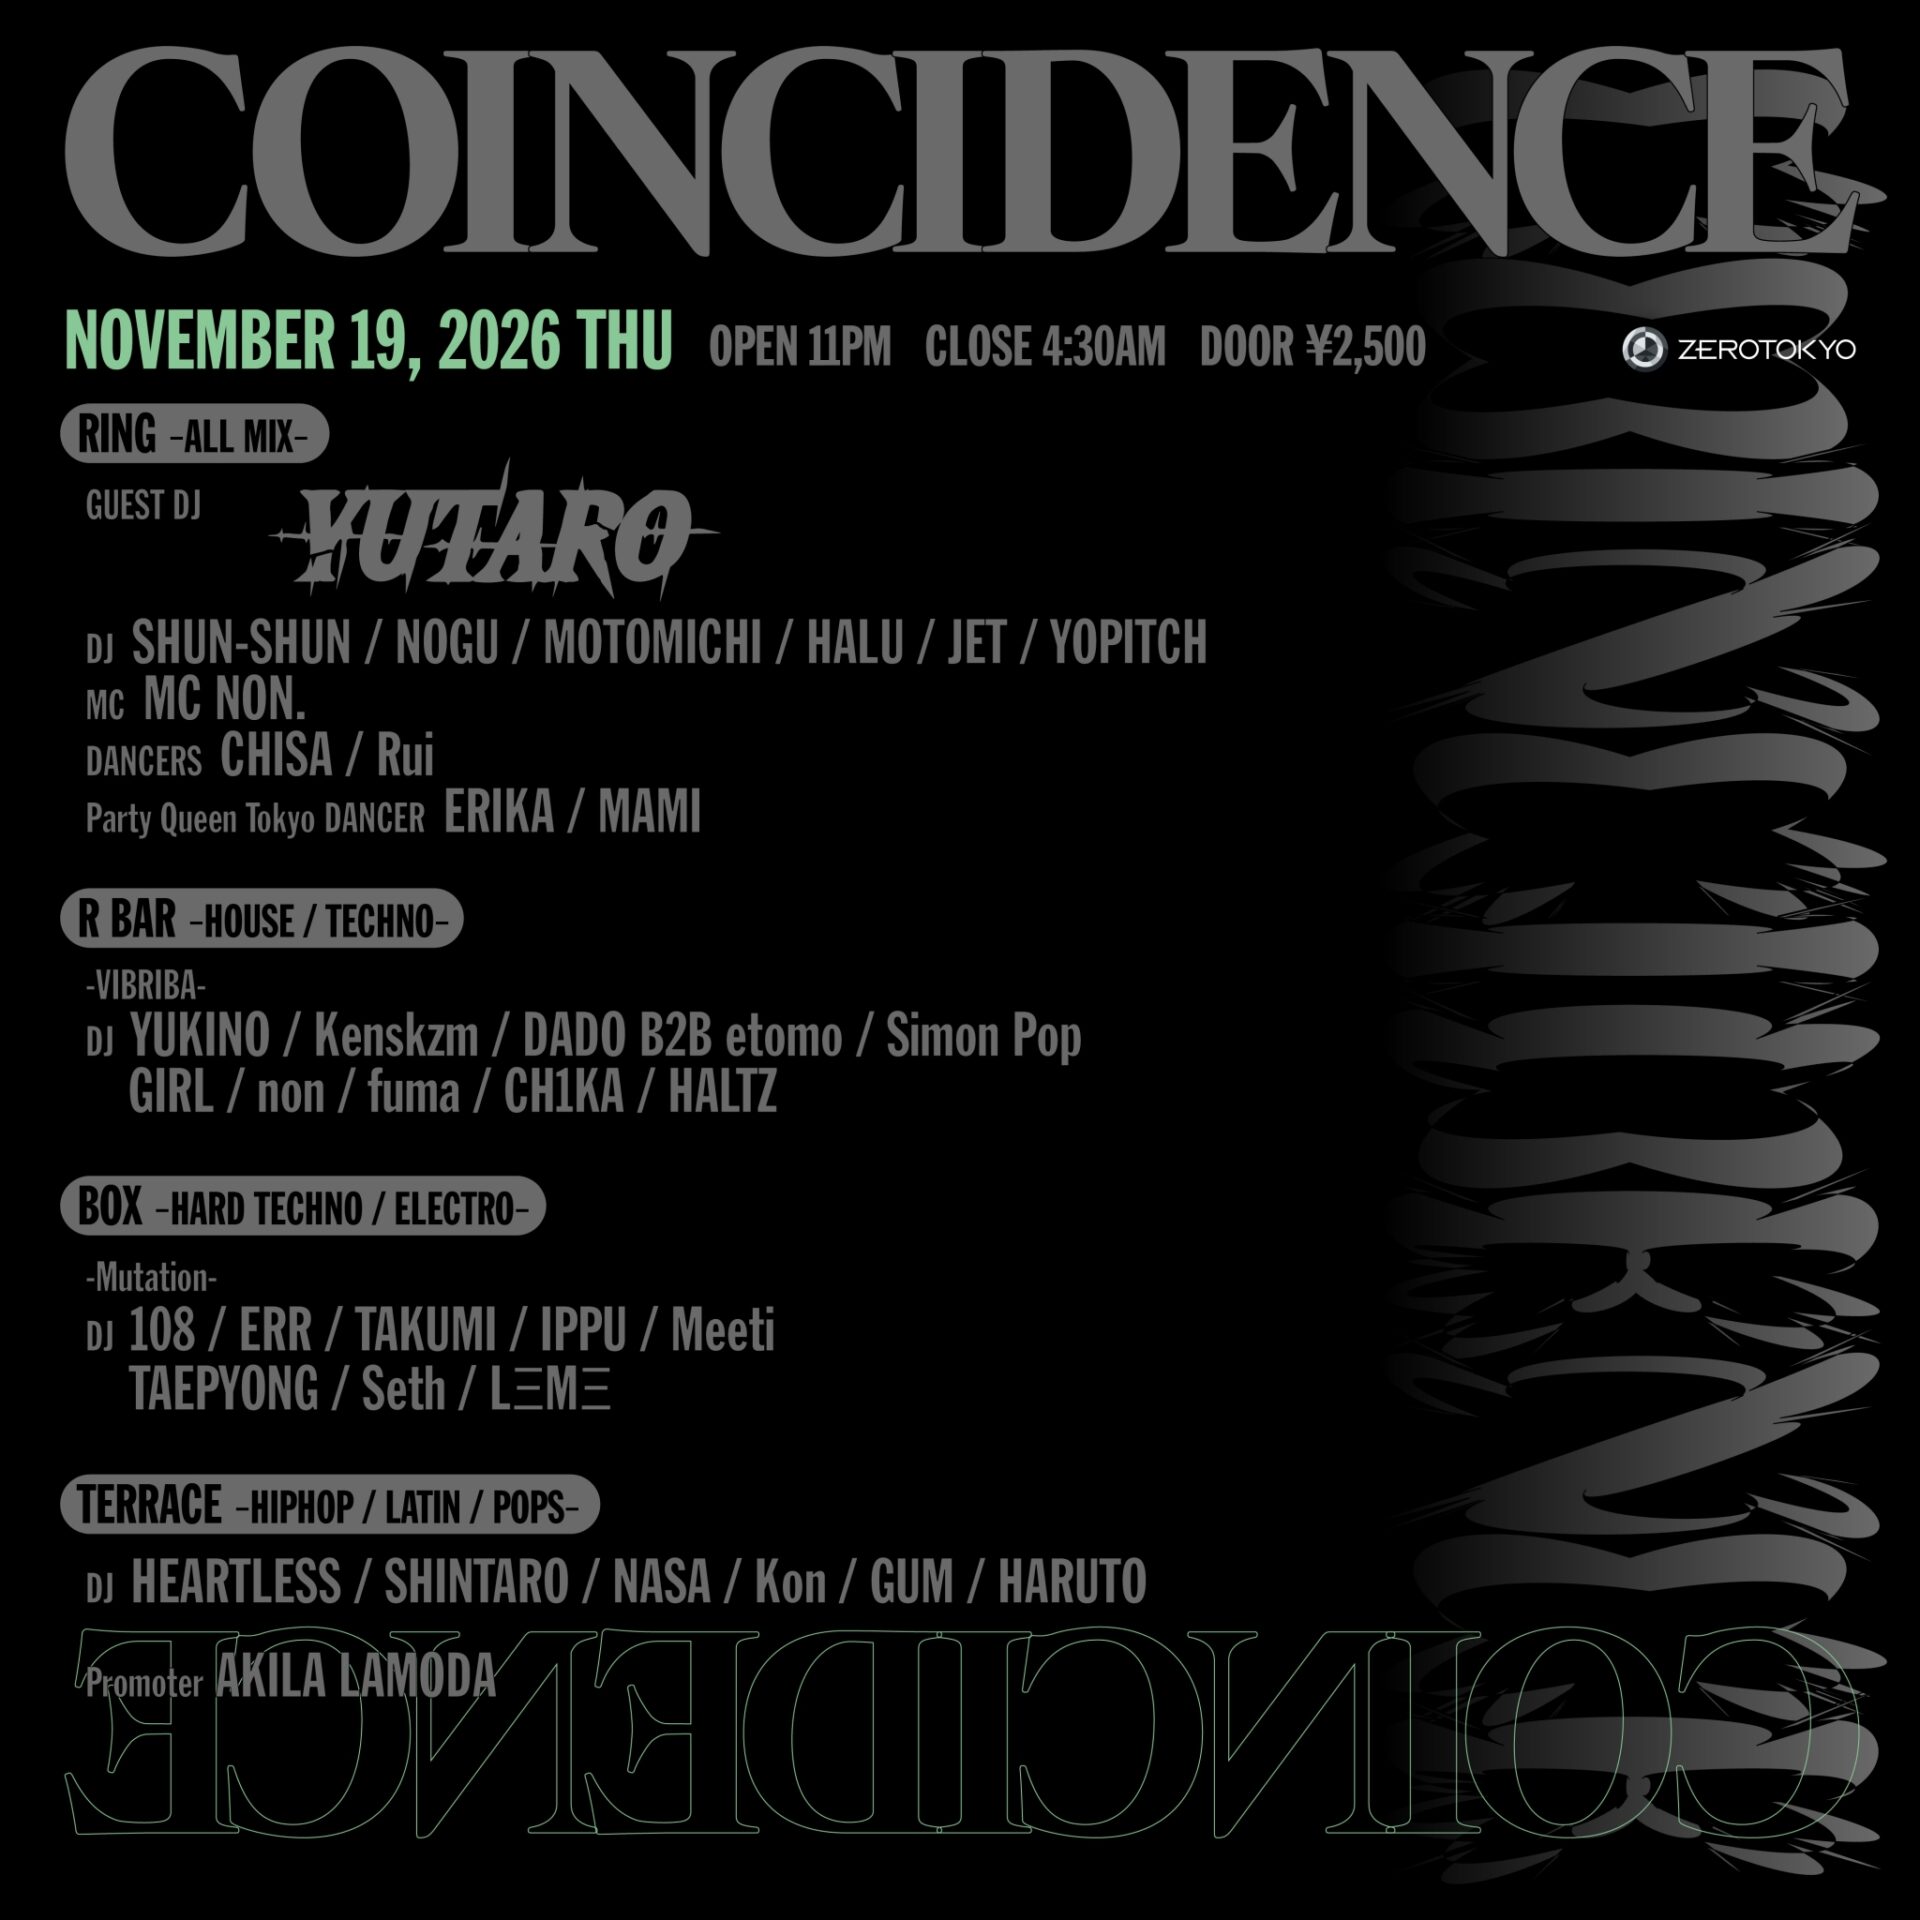 COINCIDENCE
NOVEMBER 19, 2026 THU OPEN 11PM CLOSE 4:30AM DOOR ¥2,500 ZEROTOKYO
RING -ALL MIX-
GUEST DJ YUTARO
DJ SHUN-SHUN / NOGU / MOTOMICHI / HALU / JET / YOPITCH
MC MC NON.
DANCERS CHISA / Rui
Party Queen Tokyo DANCER ERIKA / MAMI
R BAR -HOUSE / TECHNO-
-VIBRIBA-
DJ YUKINO / Kenskzm / DADO B2B etomo / Simon Pop
GIRL / non / fuma / CH1KA / HALTZ
BOX -HARD TECHNO / ELECTRO-
-Mutation-
DJ 108 / ERR / TAKUMI / IPPU / Meeti
TAEPYONG / Seth / LΞMΞ
TERRACE -HIPHOP / LATIN / POPS-
DJ HEARTLESS / SHINTARO / NASA / Kon / GUM / HARUTO
Promoter AKILA LAMODA
COINCIDENCE